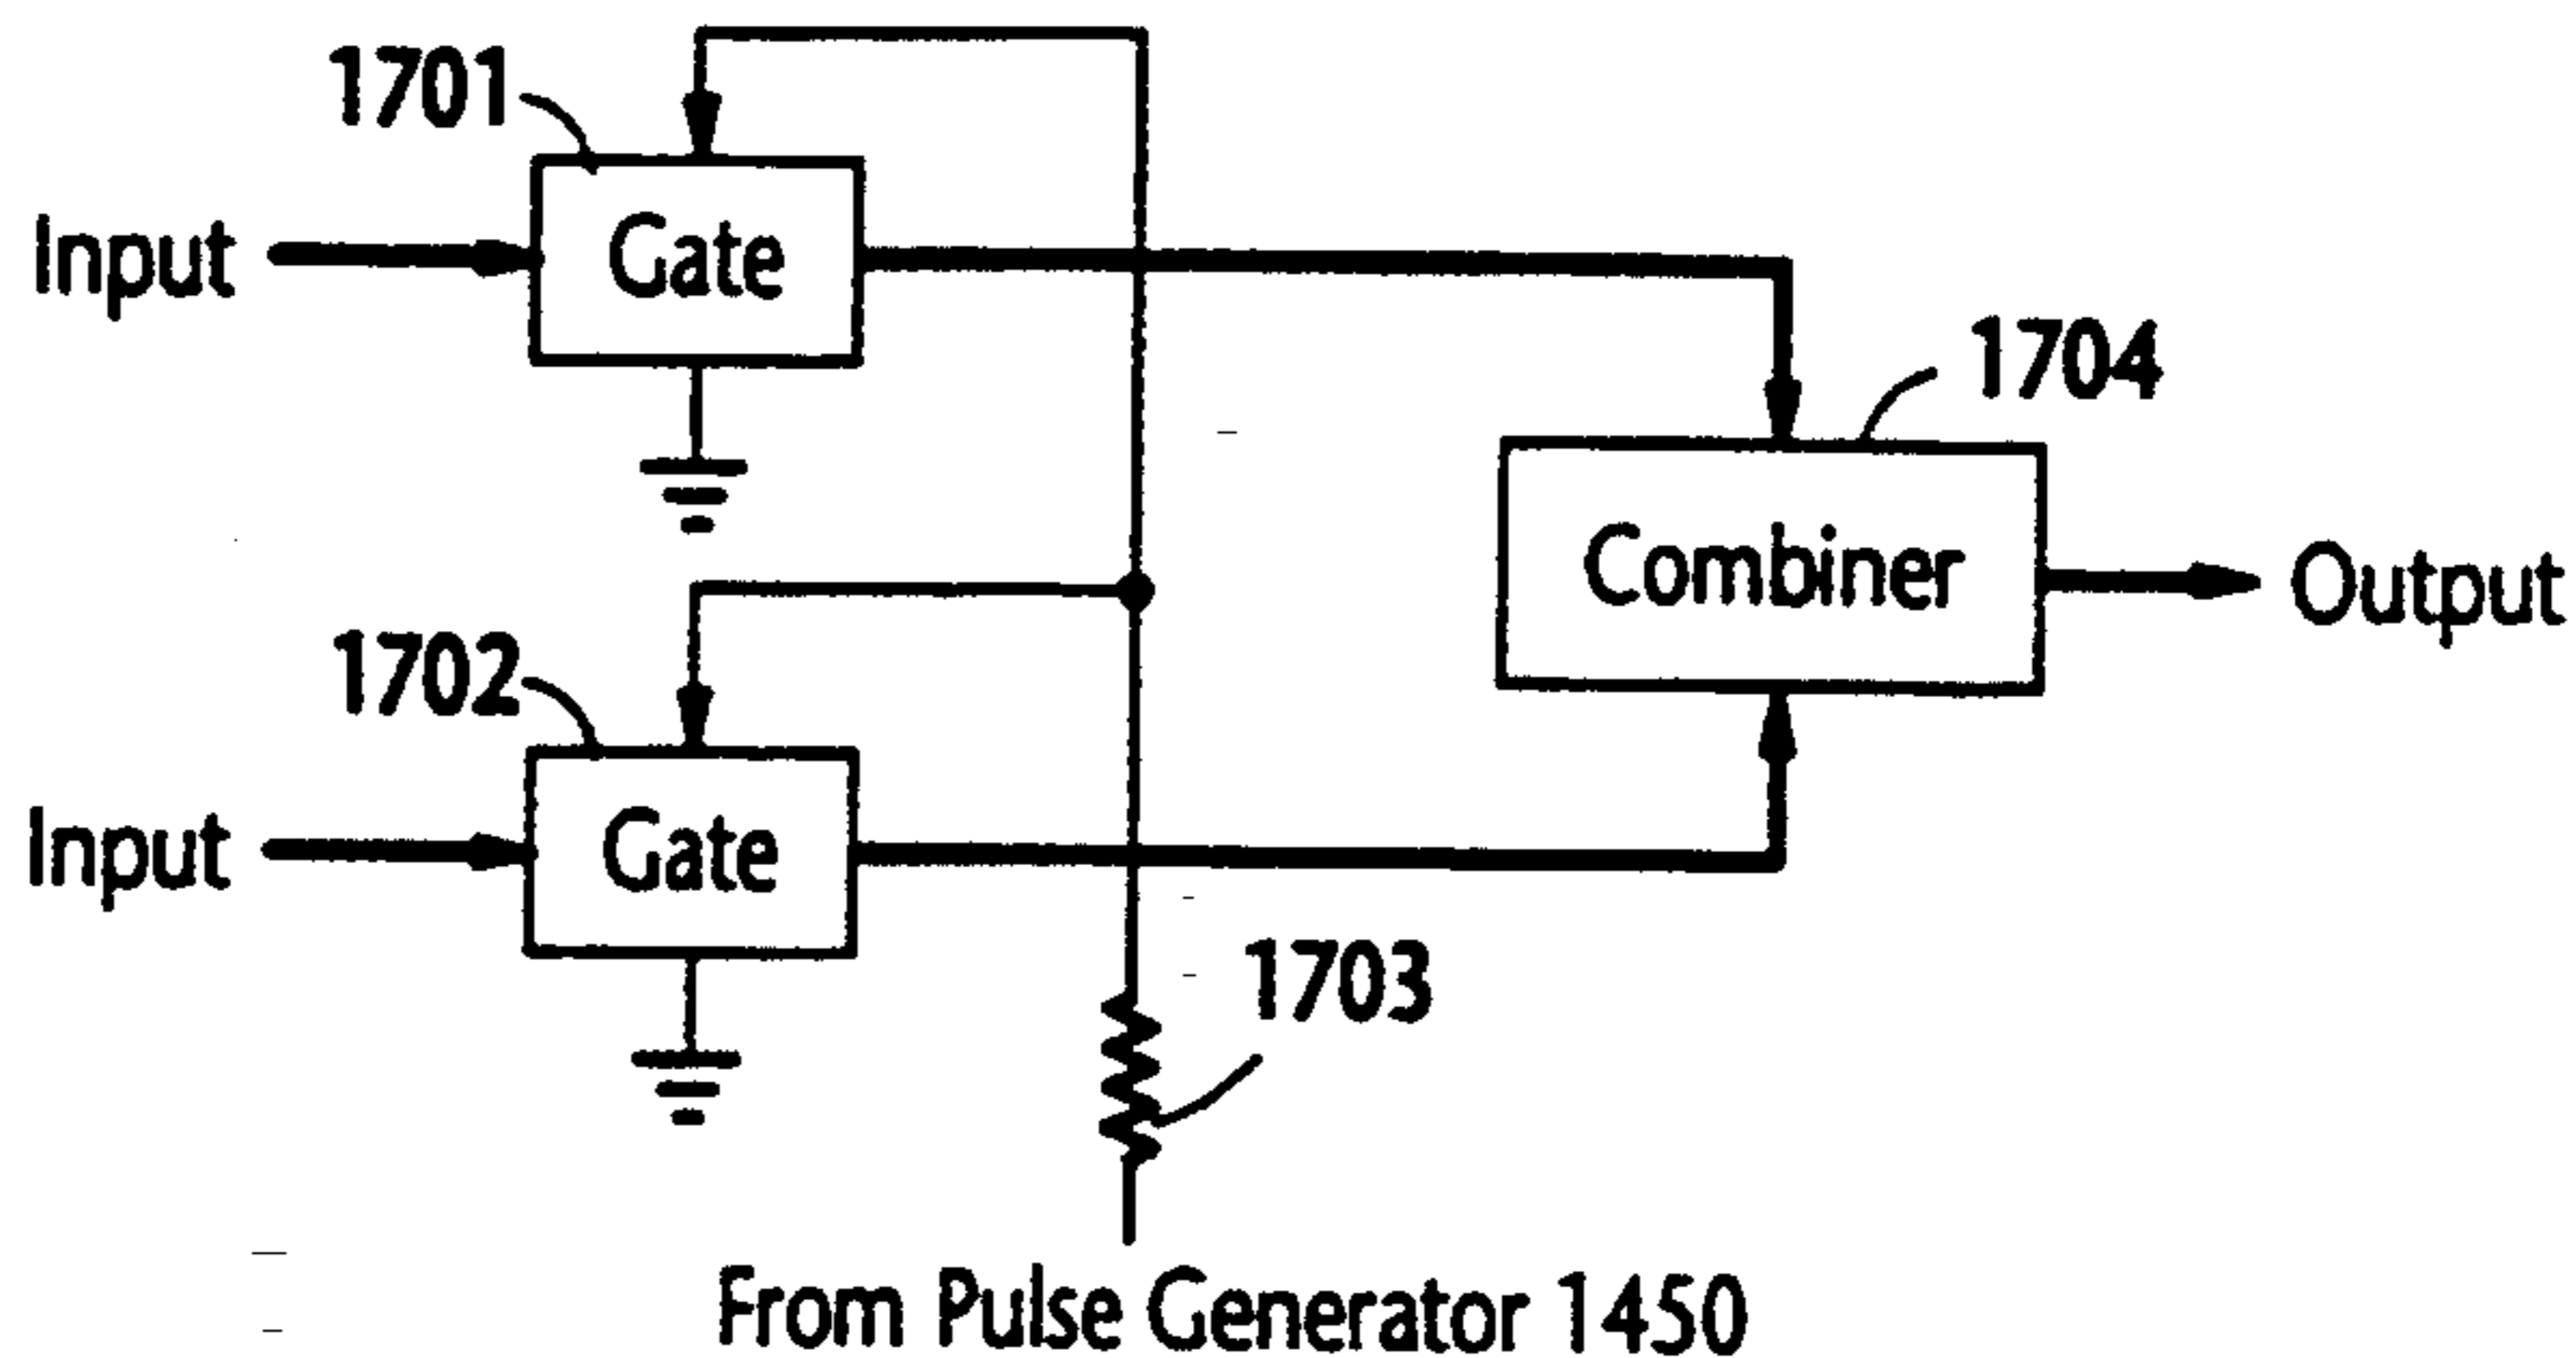 1701
Input
Gate
1704
Combiner
Output
1702
Input
Gate
1703
From Pulse Generator 1450